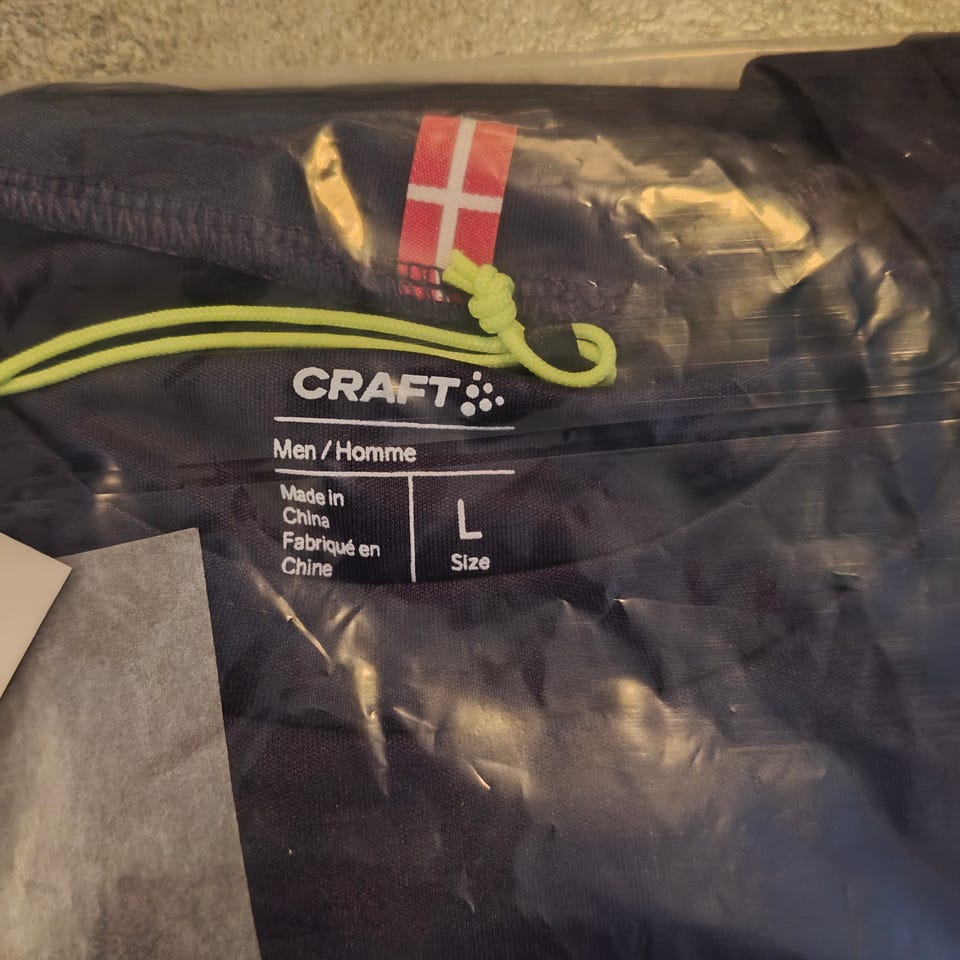 CRAFT
Men / Homme
Made in
China
Fabriqué en
Chine
L
Size